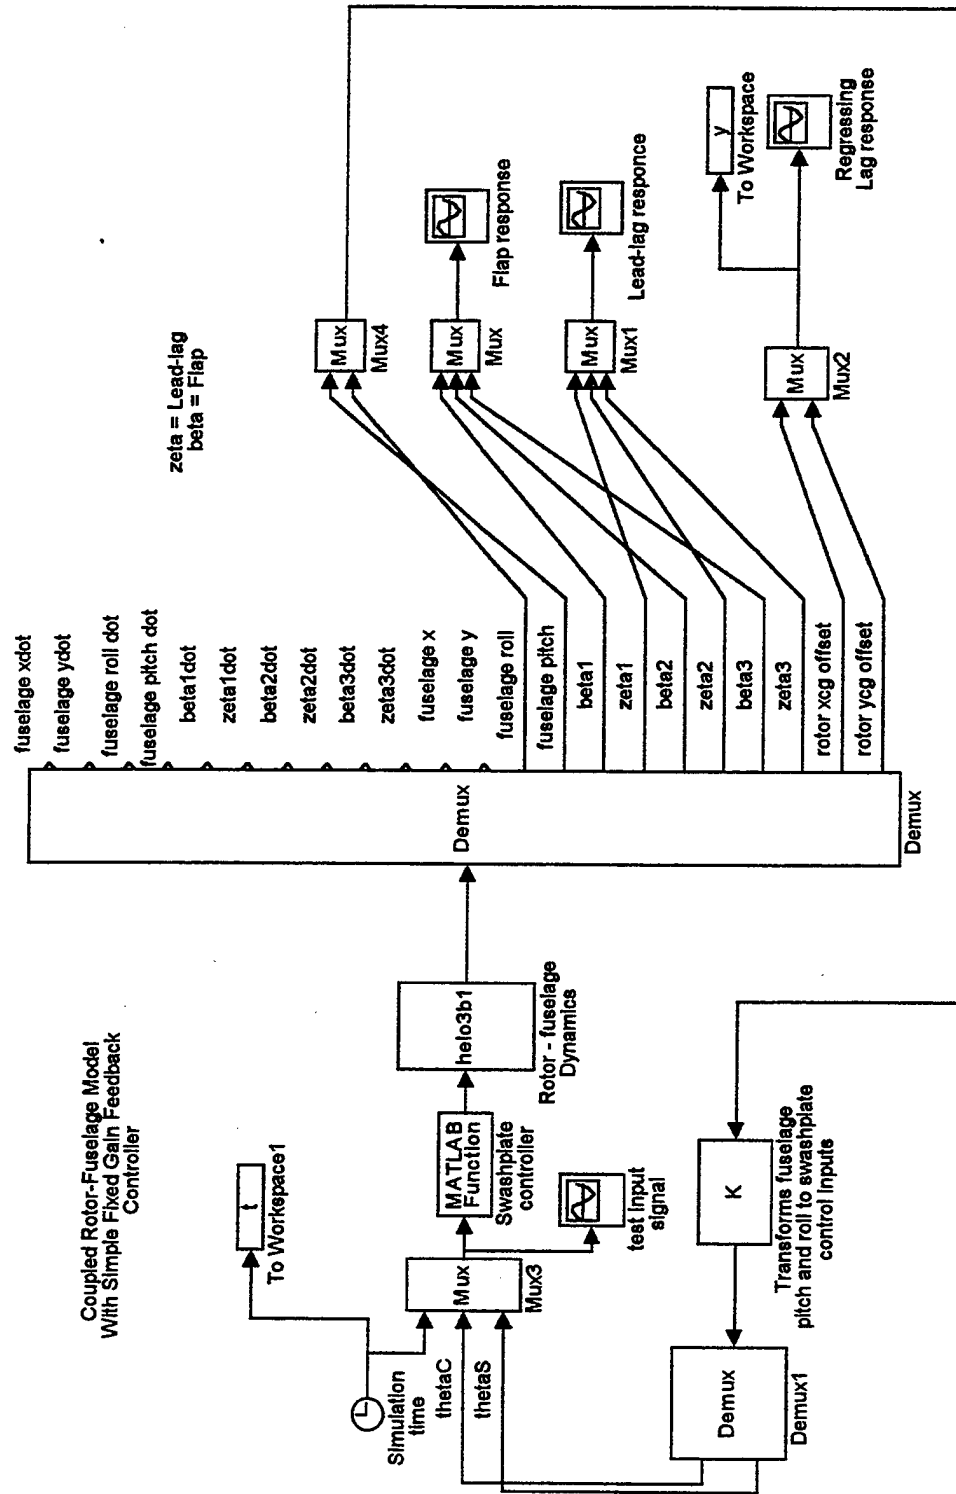 Coupled Rotor-Fuselage Model
With Simple Fixed Gain Feedback
Controller
t
To Workspace1
Simulation
time
thetaC
thetaS
Mux
Mux3
MATLAB
Function
Swashplate
controller
test input
signal
helo3b1
Rotor - fuselage
Dynamics
K
Transforms fuselage
pitch and roll to swashplate
control inputs
Demux
Demux1
Demux
Demux
fuselage xdot
fuselage ydot
fuselage roll dot
fuselage pitch dot
beta1dot
zeta1dot
beta2dot
zeta2dot
beta3dot
zeta3dot
fuselage x
fuselage y
fuselage roll
fuselage pitch
beta1
zeta1
beta2
zeta2
beta3
zeta3
rotor xcg offset
rotor ycg offset
zeta = Lead-lag
beta = Flap
Mux
Mux4
Mux
Mux
Flap response
Mux
Mux1
Lead-lag responce
Mux
Mux2
y
To Workspace
Regressing
Lag response